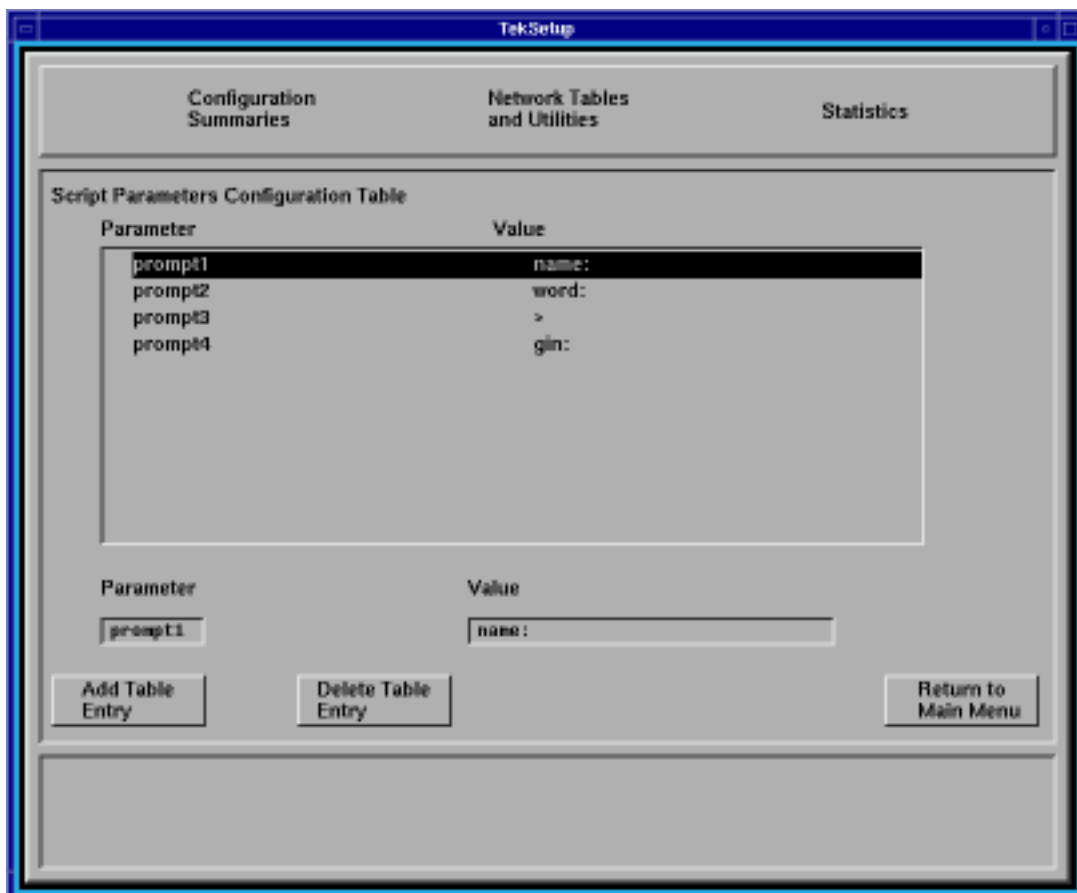 TekSetup
Configuration Summaries
Network Tables and Utilities
Statistics
Script Parameters Configuration Table
Parameter Value
prompt1 name:
prompt2 word:
prompt3 >
prompt4 gin:
Parameter Value
prompt1 name:
Add Table Entry
Delete Table Entry
Return to Main Menu